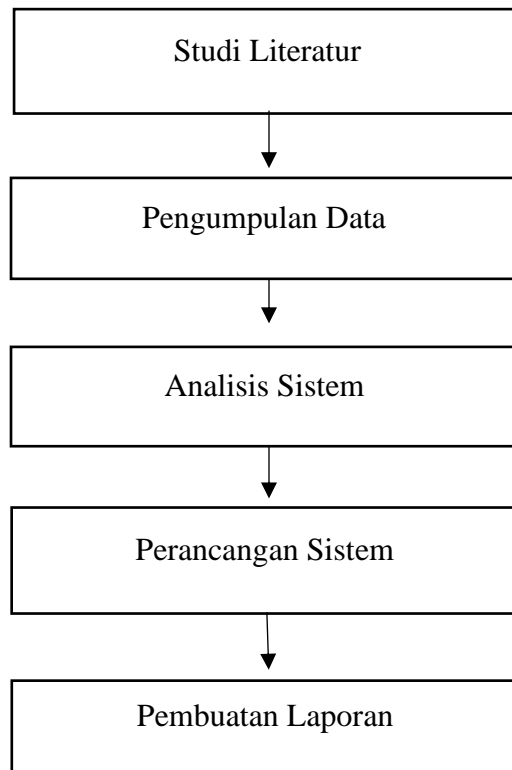 Studi Literatur
Pengumpulan Data
Analisis Sistem
Perancangan Sistem
Pembuatan Laporan